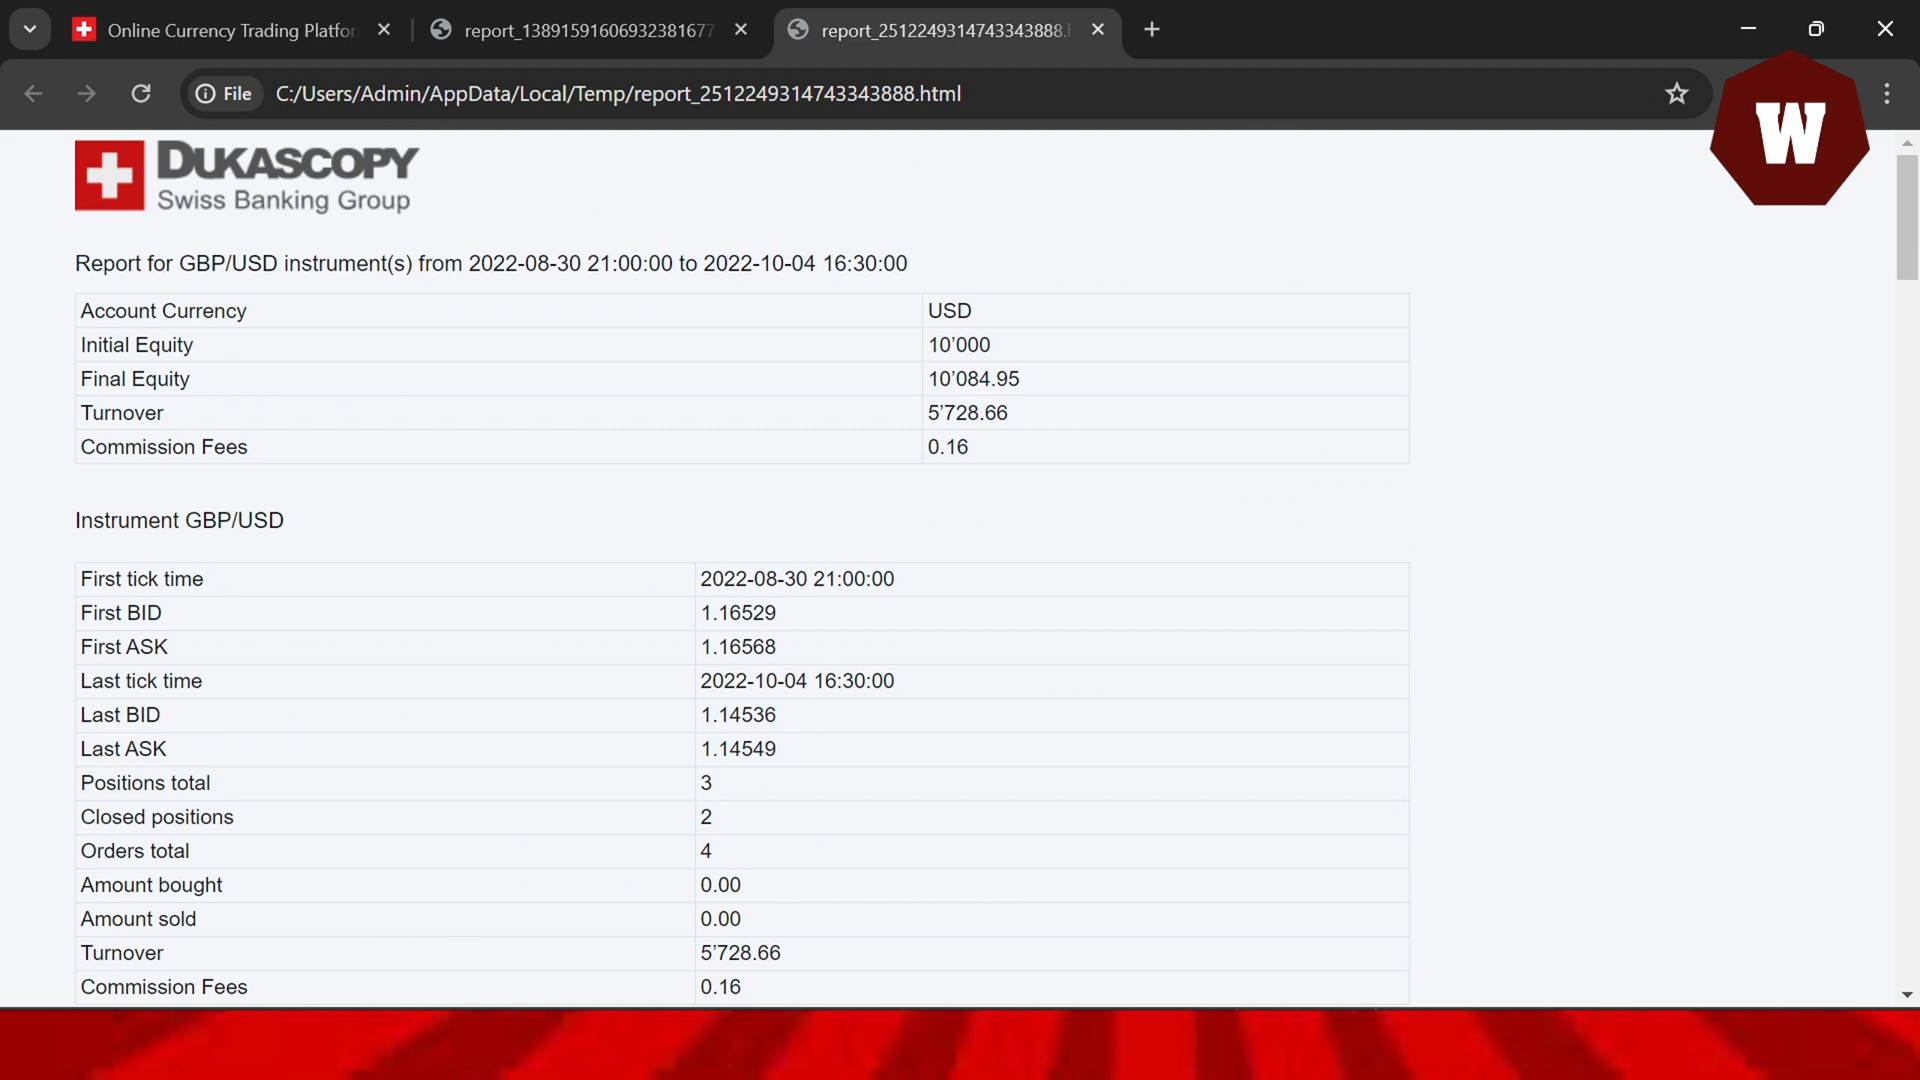 Online Currency Trading Platfor
report_13891591606932381677
report_2512249314743343888.l
File
C:/Users/Admin/AppData/Local/Temp/report_2512249314743343888.html
W
DUKASCOPY
Swiss Banking Group
Report for GBP/USD instrument(s) from 2022-08-30 21:00:00 to 2022-10-04 16:30:00
Account Currency USD
Initial Equity 10’000
Final Equity 10’084.95
Turnover 5’728.66
Commission Fees 0.16
Instrument GBP/USD
First tick time 2022-08-30 21:00:00
First BID 1.16529
First ASK 1.16568
Last tick time 2022-10-04 16:30:00
Last BID 1.14536
Last ASK 1.14549
Positions total 3
Closed positions 2
Orders total 4
Amount bought 0.00
Amount sold 0.00
Turnover 5’728.66
Commission Fees 0.16